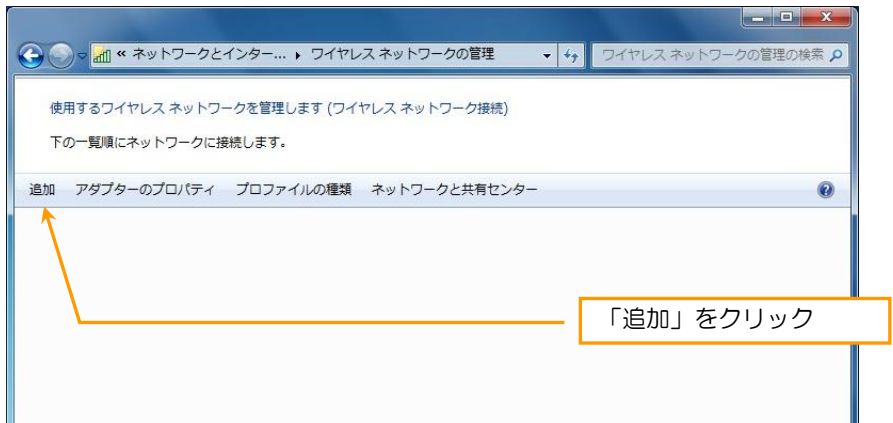 « ネットワークとインター... ▸ ワイヤレス ネットワークの管理
ワイヤレス ネットワークの管理の検索
使用するワイヤレス ネットワークを管理します (ワイヤレス ネットワーク接続)
下の一覧順にネットワークに接続します。
追加 アダプターのプロパティ プロファイルの種類 ネットワークと共有センター
「追加」をクリック